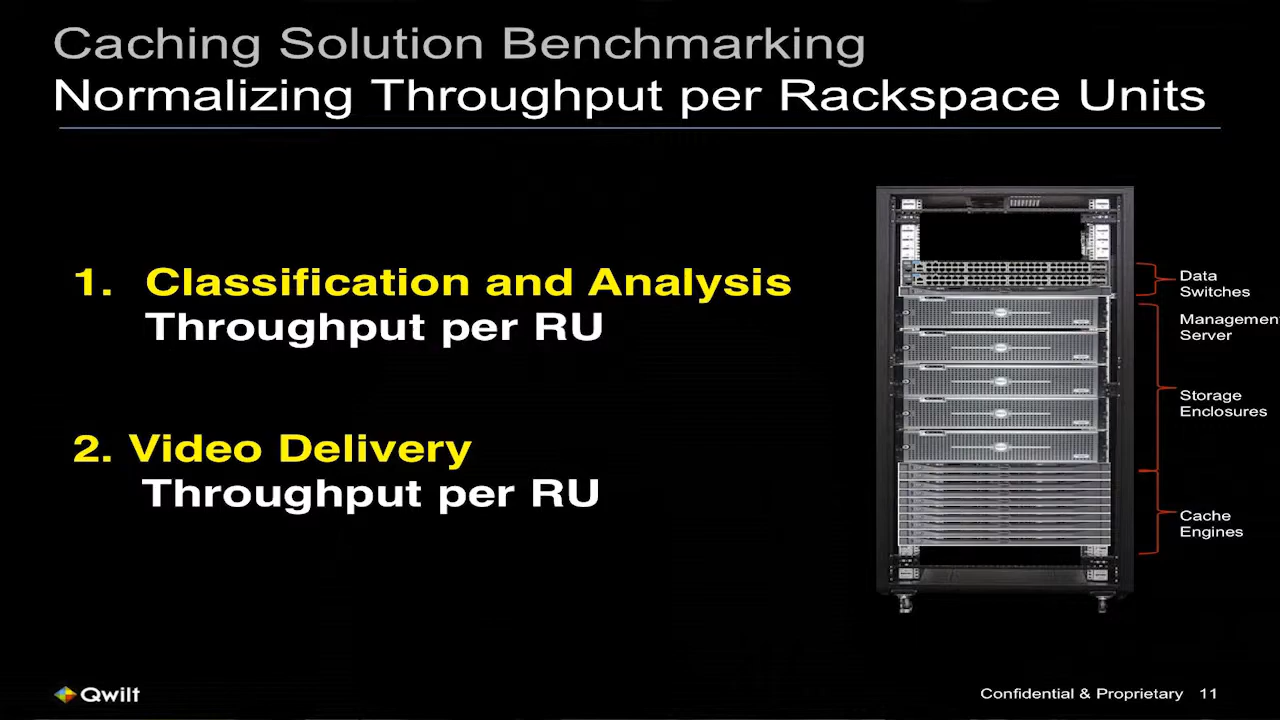 Caching Solution Benchmarking
Normalizing Throughput per Rackspace Units
1. Classification and Analysis
Throughput per RU
2. Video Delivery
Throughput per RU
Data
Switches
Management
Server
Storage
Enclosures
Cache
Engines
Qwilt
Confidential & Proprietary 11